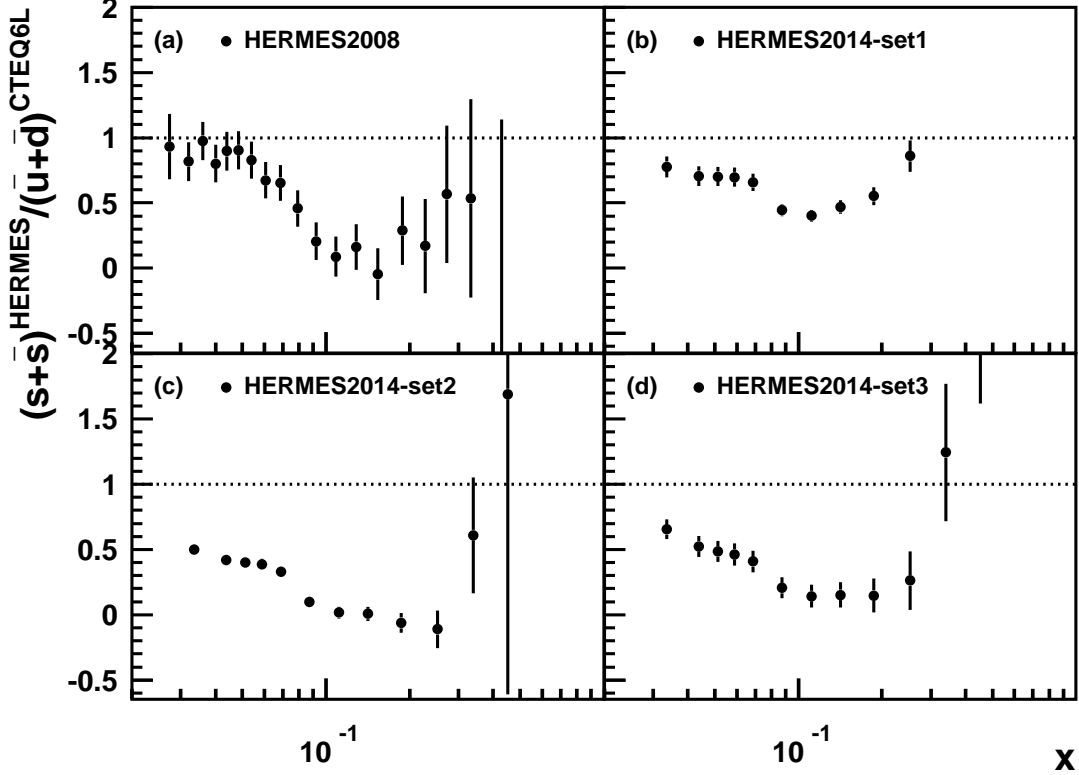 (s+s̅)^HERMES/(u̅+d̅)^CTEQ6L
2
(a) HERMES2008
(b) HERMES2014-set1
1.5
1
0.5
0
-0.5
2
(c) HERMES2014-set2
(d) HERMES2014-set3
1.5
1
0.5
0
-0.5
10^-1
10^-1
x